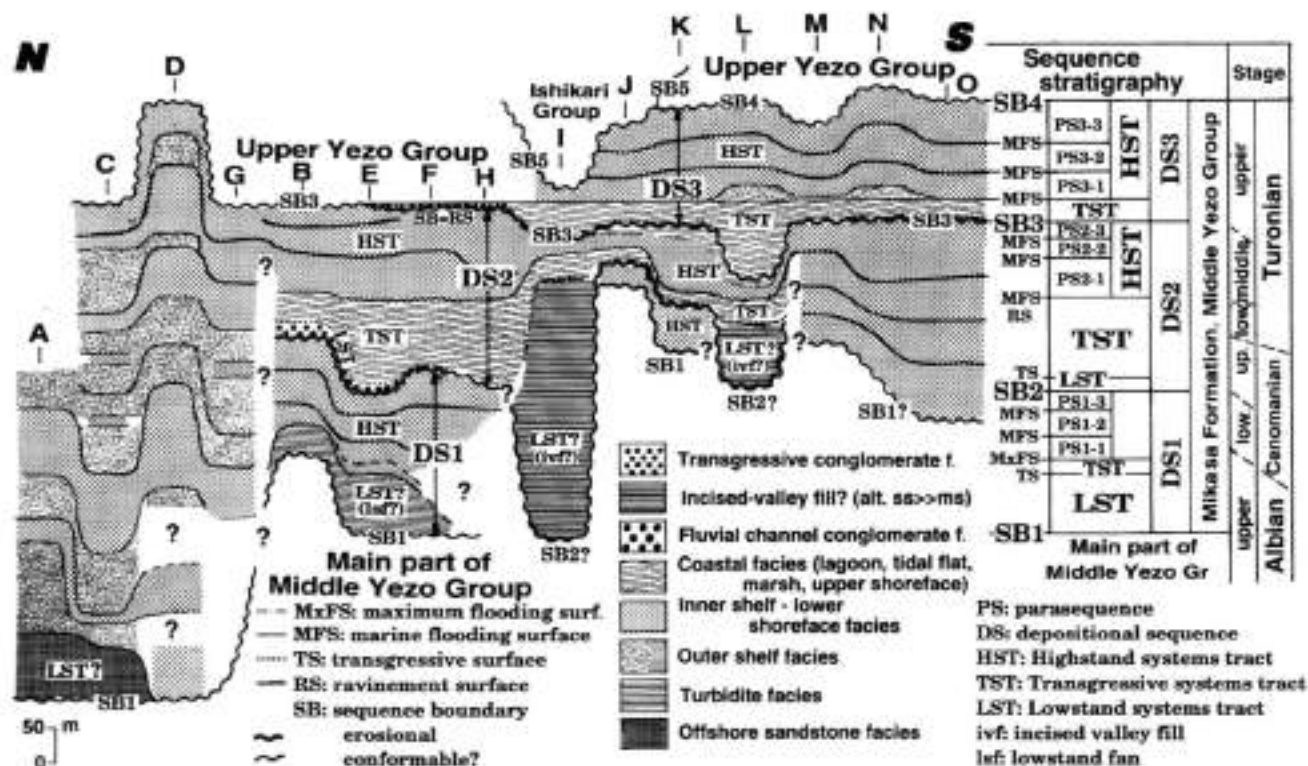 N
S
K
L
M
N
D
Upper Yezo Group
J
SB5
SB4
O
Ishikari
Group
I
C
Upper Yezo Group
G
B
E
F
H
SB3
SB=RS
SB5
HST
DS3
TST
SB3
SB3
HST
DS2
HST
TST
A
?
?
?
?
?
TST
HST
LST?
(ivf?)
SB1
?
SB2?
SB1?
HST
DS1
LST?
(lsf?)
?
SB1
LST?
(ivf?)
SB2?
?
?
?
?
LST?
SB1
50 m
0
Main part of
Middle Yezo Group
MxFS: maximum flooding surf.
MFS: marine flooding surface
TS: transgressive surface
RS: ravinement surface
SB: sequence boundary
erosional
conformable?
Transgressive conglomerate f.
Incised-valley fill? (alt. ss>>ms)
Fluvial channel conglomerate f.
Coastal facies (lagoon, tidal flat,
marsh, upper shoreface)
Inner shelf - lower
shoreface facies
Outer shelf facies
Turbidite facies
Offshore sandstone facies
Sequence
stratigraphy
Stage
SB4
PS3-3
MFS
PS3-2
MFS
PS3-1
MFS
HST
TST
DS3
SB3
PS2-3
MFS
PS2-2
MFS
PS2-1
MFS
HST
RS
TST
TS
LST
DS2
SB2
PS1-3
MFS
PS1-2
MFS
PS1-1
MxFS
HST
TS
TST
LST
DS1
SB1
Mikasa Formation, Middle Yezo Group
upper
middle
low
up.
low.
upper
Turonian
Cenomanian
Albian
Main part of
Middle Yezo Gr
PS: parasequence
DS: depositional sequence
HST: Highstand systems tract
TST: Transgressive systems tract
LST: Lowstand systems tract
ivf: incised valley fill
lsf: lowstand fan